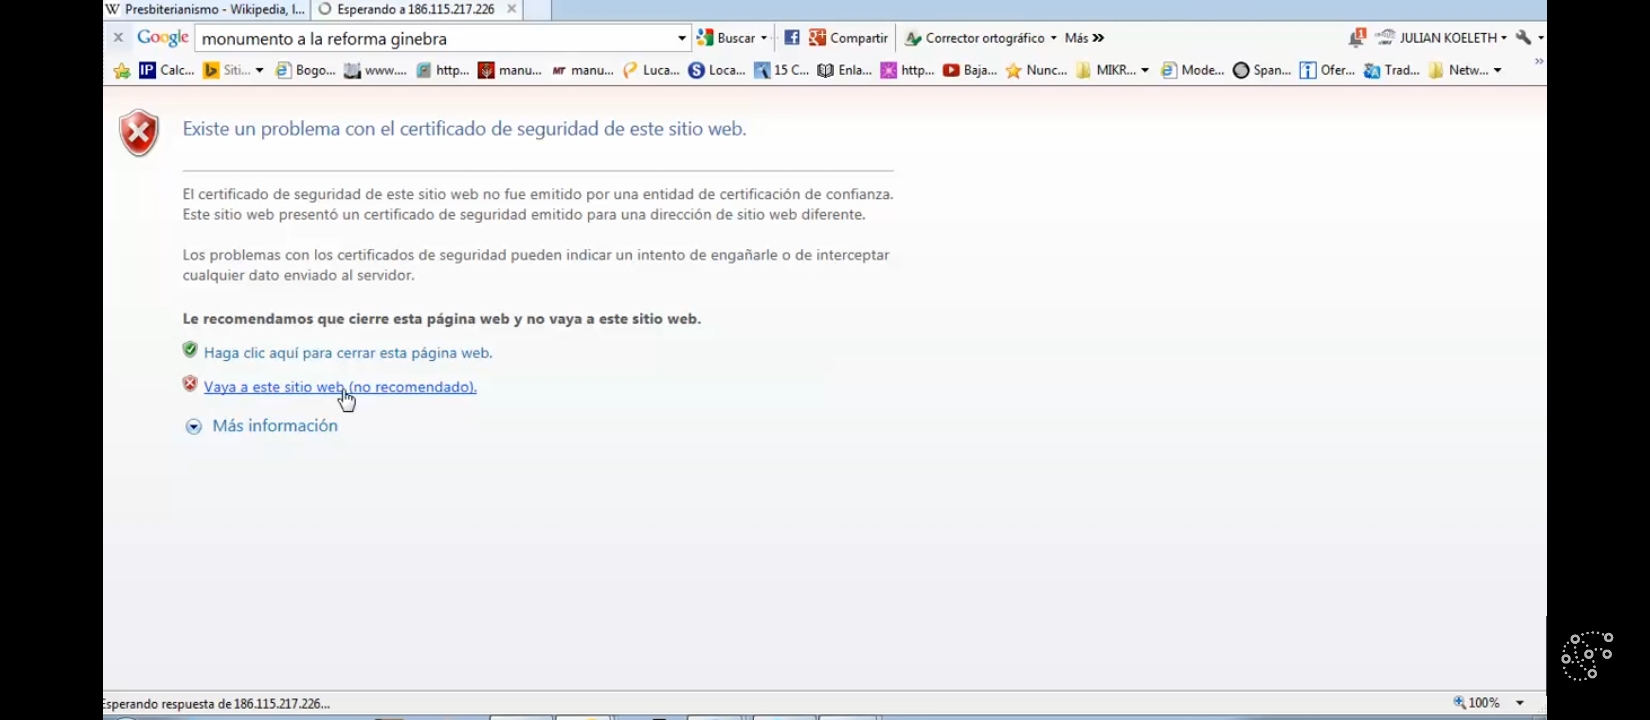 W Presbiterianismo - Wikipedia, l...
Esperando a 186.115.217.226
Google monumento a la reforma ginebra Buscar Compartir Corrector ortográfico Más JULIAN KOELETH
IP Calc... Siti... Bogo... www.... http... manu... MT manu... Luca... Loca... 15 C... Enla... http... Baja... Nunc... MIKR... Mode... Span... Ofer... Trad... Netw...
Existe un problema con el certificado de seguridad de este sitio web.
El certificado de seguridad de este sitio web no fue emitido por una entidad de certificación de confianza.
Este sitio web presentó un certificado de seguridad emitido para una dirección de sitio web diferente.
Los problemas con los certificados de seguridad pueden indicar un intento de engañarle o de interceptar
cualquier dato enviado al servidor.
Le recomendamos que cierre esta página web y no vaya a este sitio web.
Haga clic aquí para cerrar esta página web.
Vaya a este sitio web (no recomendado).
Más información
Esperando respuesta de 186.115.217.226...
100%